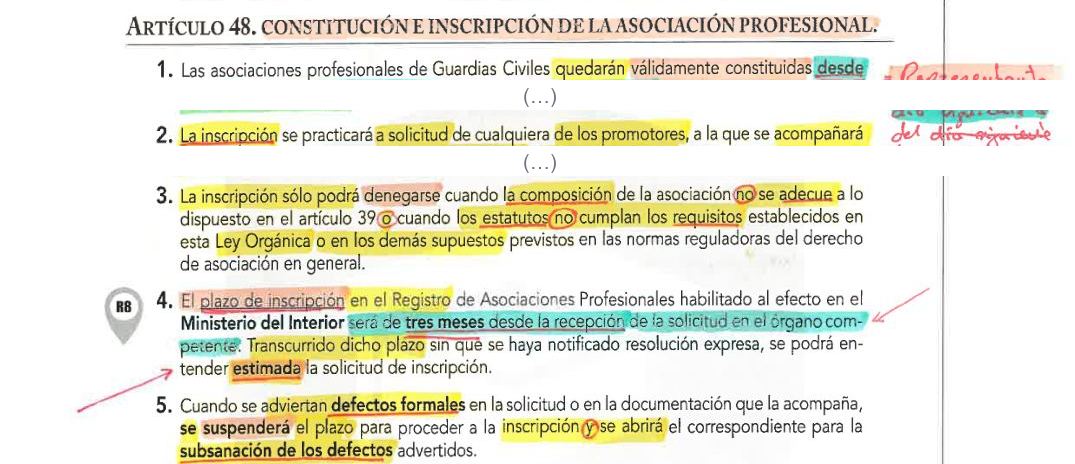 ARTÍCULO 48. CONSTITUCIÓN E INSCRIPCIÓN DE LA ASOCIACIÓN PROFESIONAL.
1. Las asociaciones profesionales de Guardias Civiles quedarán válidamente constituidas desde
(...)
2. La inscripción se practicará a solicitud de cualquiera de los promotores, a la que se acompañará
del día siguiente
(...)
3. La inscripción sólo podrá denegarse cuando la composición de la asociación no se adecue a lo
dispuesto en el artículo 39 o cuando los estatutos no cumplan los requisitos establecidos en
esta Ley Orgánica o en los demás supuestos previstos en las normas reguladoras del derecho
de asociación en general.
R8
4. El plazo de inscripción en el Registro de Asociaciones Profesionales habilitado al efecto en el
Ministerio del Interior será de tres meses desde la recepción de la solicitud en el órgano com-
petente. Transcurrido dicho plazo sin que se haya notificado resolución expresa, se podrá en-
tender estimada la solicitud de inscripción.
5. Cuando se adviertan defectos formales en la solicitud o en la documentación que la acompaña,
se suspenderá el plazo para proceder a la inscripción y se abrirá el correspondiente para la
subsanación de los defectos advertidos.